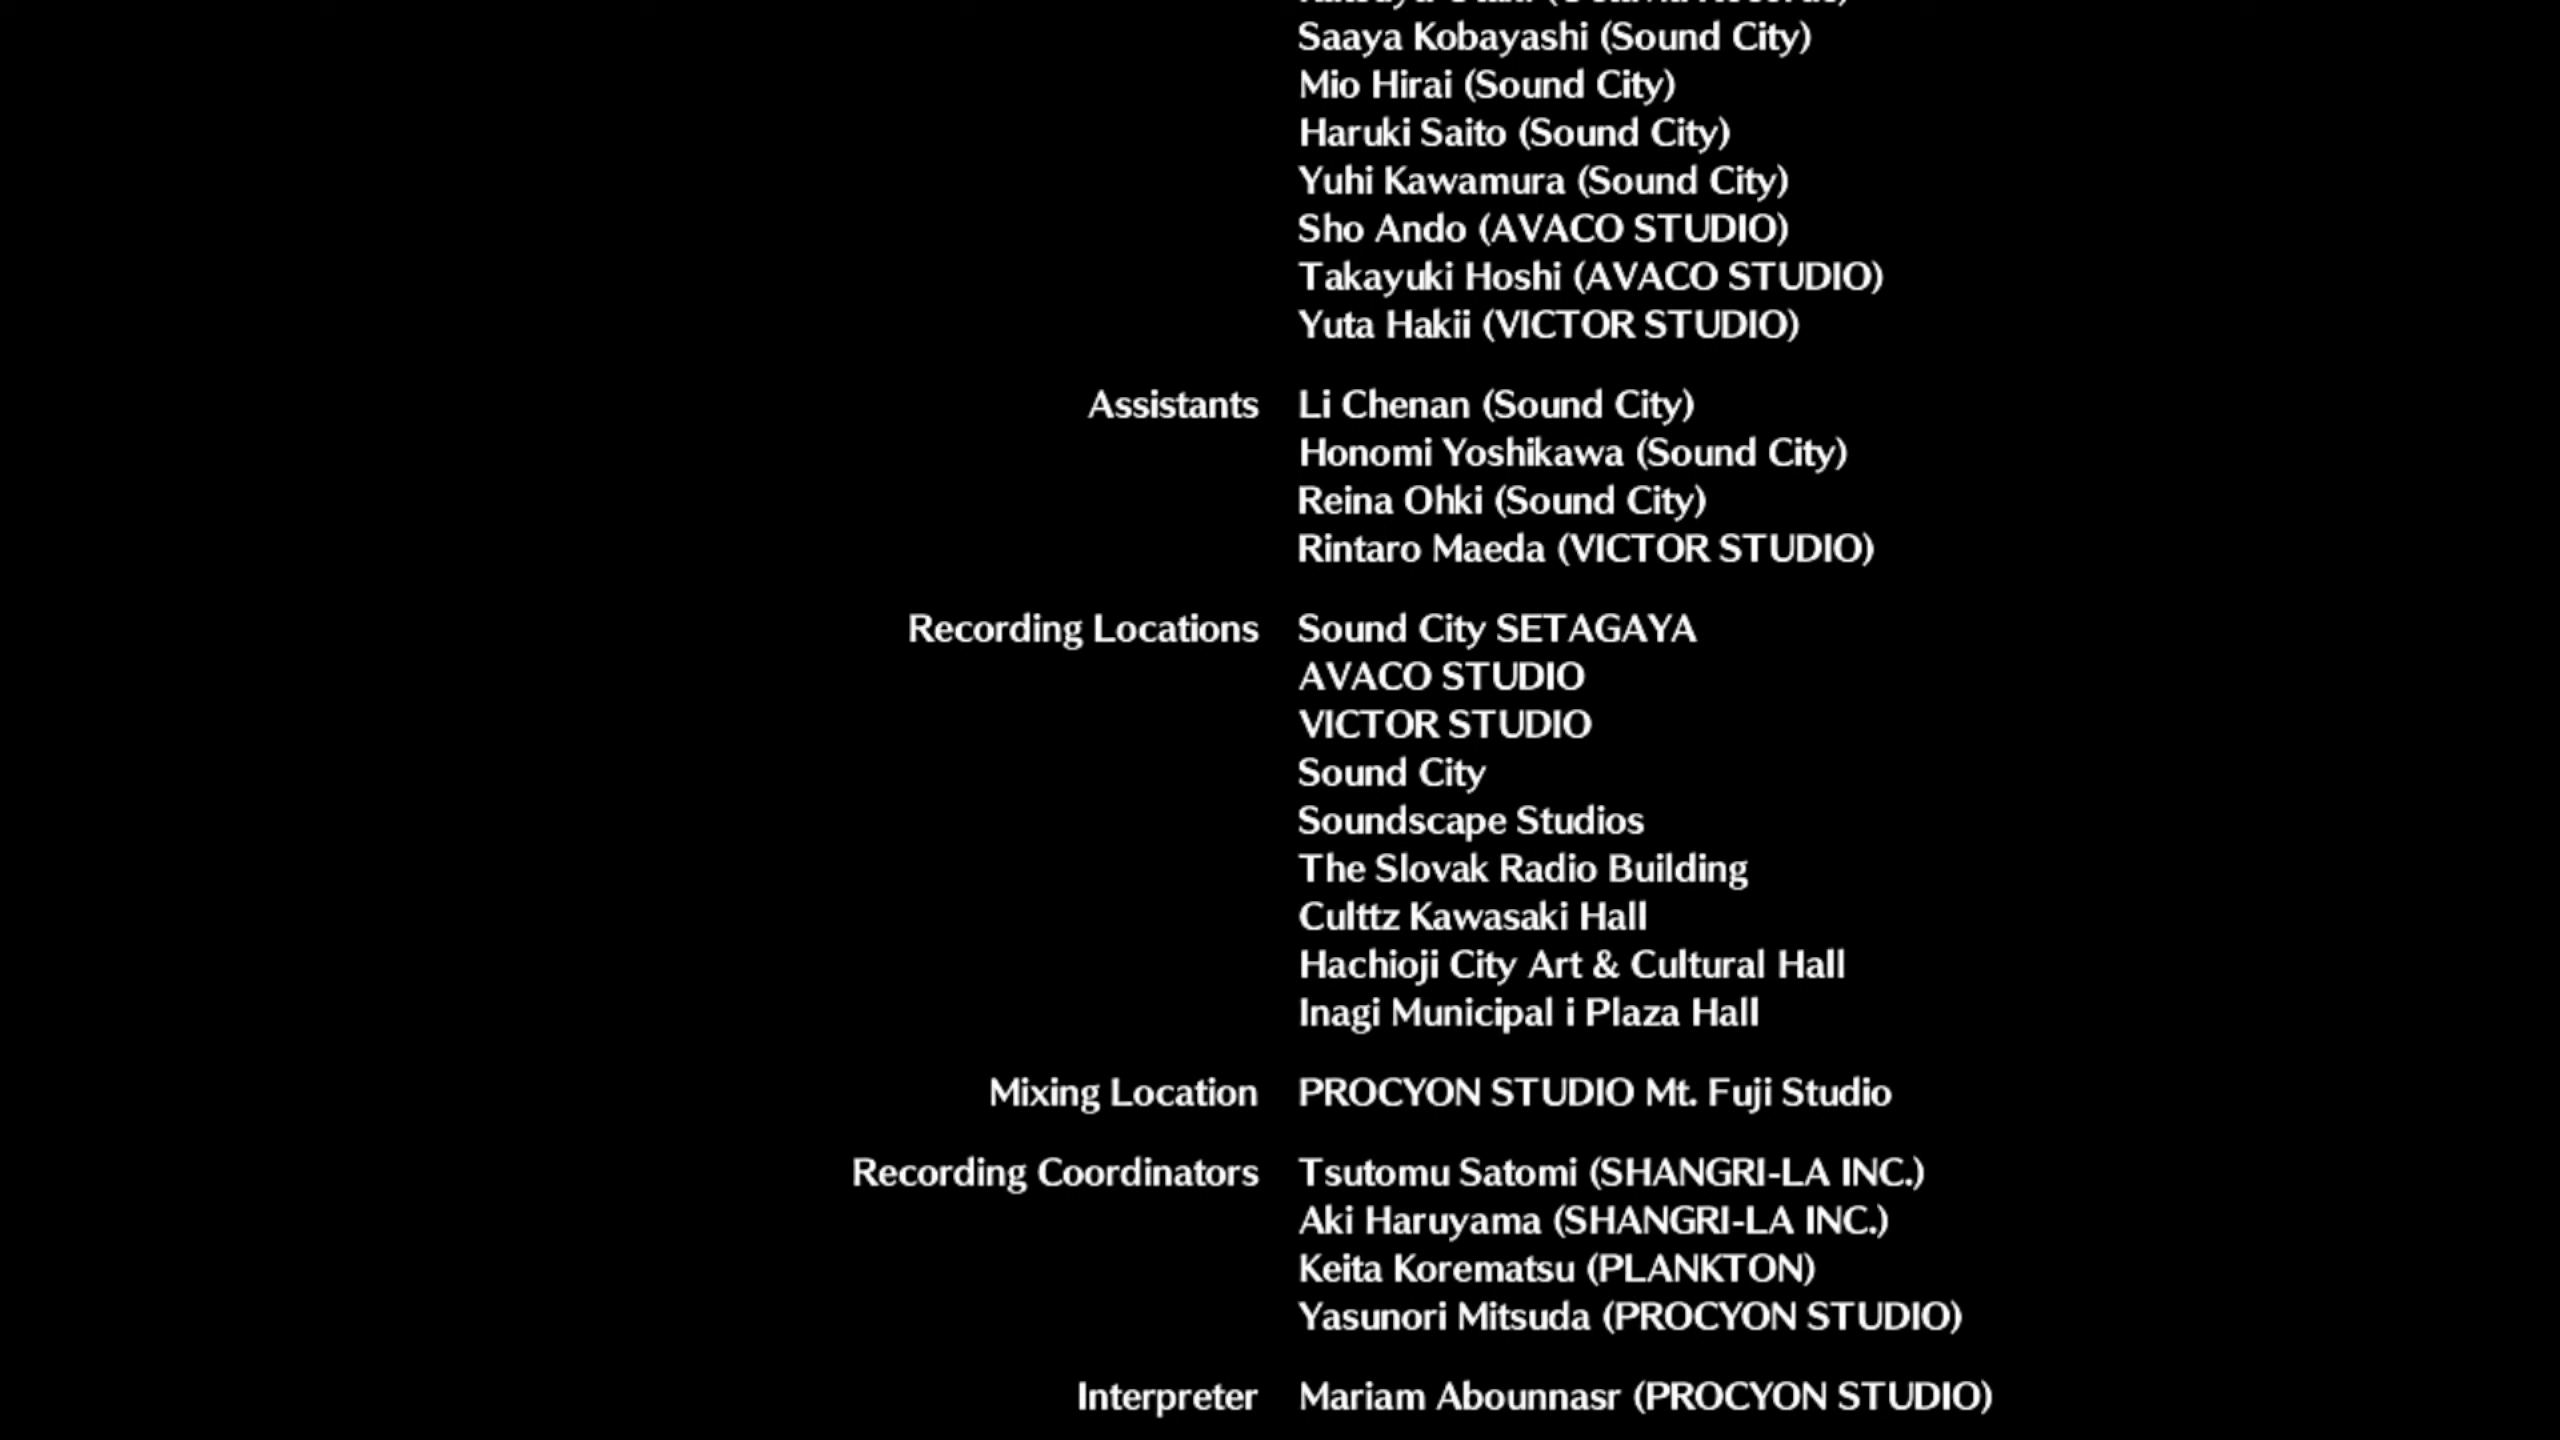 Saaya Kobayashi (Sound City)
Mio Hirai (Sound City)
Haruki Saito (Sound City)
Yuhi Kawamura (Sound City)
Sho Ando (AVACO STUDIO)
Takayuki Hoshi (AVACO STUDIO)
Yuta Hakii (VICTOR STUDIO)
Assistants Li Chenan (Sound City)
Honomi Yoshikawa (Sound City)
Reina Ohki (Sound City)
Rintaro Maeda (VICTOR STUDIO)
Recording Locations Sound City SETAGAYA
AVACO STUDIO
VICTOR STUDIO
Sound City
Soundscape Studios
The Slovak Radio Building
Culttz Kawasaki Hall
Hachioji City Art & Cultural Hall
Inagi Municipal i Plaza Hall
Mixing Location PROCYON STUDIO Mt. Fuji Studio
Recording Coordinators Tsutomu Satomi (SHANGRI-LA INC.)
Aki Haruyama (SHANGRI-LA INC.)
Keita Korematsu (PLANKTON)
Yasunori Mitsuda (PROCYON STUDIO)
Interpreter Mariam Abounnasr (PROCYON STUDIO)